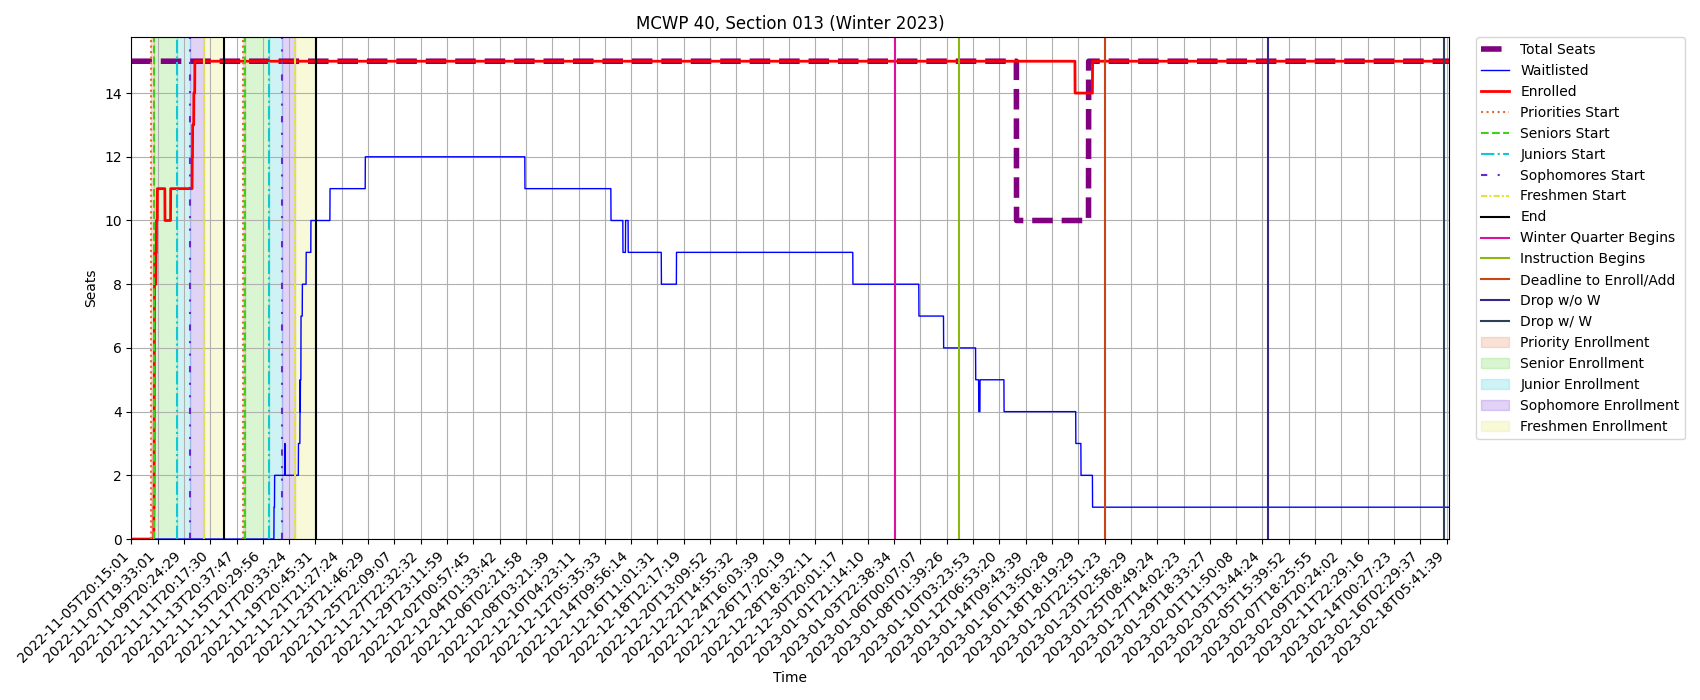 MCWP 40, Section 013 (Winter 2023)
Seats
14
12
10
8
6
4
2
0
2022-11-05T20:15:01
2022-11-07T19:33:01
2022-11-09T20:24:29
2022-11-11T20:17:30
2022-11-13T20:37:47
2022-11-15T20:29:56
2022-11-17T20:33:24
2022-11-19T20:45:31
2022-11-21T21:27:24
2022-11-23T21:46:29
2022-11-25T22:09:07
2022-11-27T22:32:32
2022-11-29T23:11:59
2022-12-02T00:57:45
2022-12-04T01:33:42
2022-12-06T02:21:58
2022-12-08T03:21:39
2022-12-10T04:23:11
2022-12-12T05:35:33
2022-12-14T09:56:14
2022-12-16T11:01:31
2022-12-18T12:17:19
2022-12-20T13:09:52
2022-12-22T14:55:32
2022-12-24T16:03:39
2022-12-26T17:20:19
2022-12-28T18:32:11
2022-12-30T20:01:17
2023-01-01T21:14:10
2023-01-03T22:38:34
2023-01-06T00:07:07
2023-01-08T01:39:26
2023-01-10T03:23:53
2023-01-12T06:53:20
2023-01-14T09:43:39
2023-01-16T13:50:28
2023-01-18T18:19:29
2023-01-20T22:51:23
2023-01-23T02:58:29
2023-01-25T08:49:24
2023-01-27T14:02:23
2023-01-29T18:33:27
2023-02-01T11:50:08
2023-02-03T13:44:24
2023-02-05T15:39:52
2023-02-07T18:25:55
2023-02-09T20:24:02
2023-02-11T22:29:16
2023-02-14T00:27:23
2023-02-16T02:29:37
2023-02-18T05:41:39
Time
Total Seats
Waitlisted
Enrolled
Priorities Start
Seniors Start
Juniors Start
Sophomores Start
Freshmen Start
End
Winter Quarter Begins
Instruction Begins
Deadline to Enroll/Add
Drop w/o W
Drop w/ W
Priority Enrollment
Senior Enrollment
Junior Enrollment
Sophomore Enrollment
Freshmen Enrollment